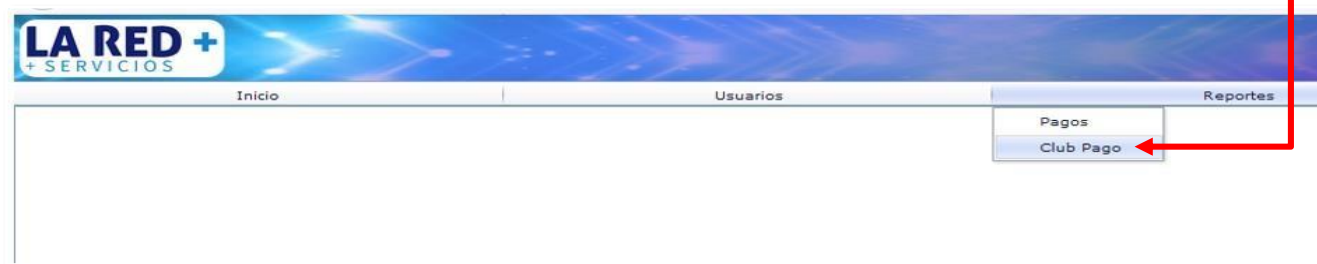 LA RED +
+ SERVICIOS
Inicio Usuarios Reportes
Pagos
Club Pago